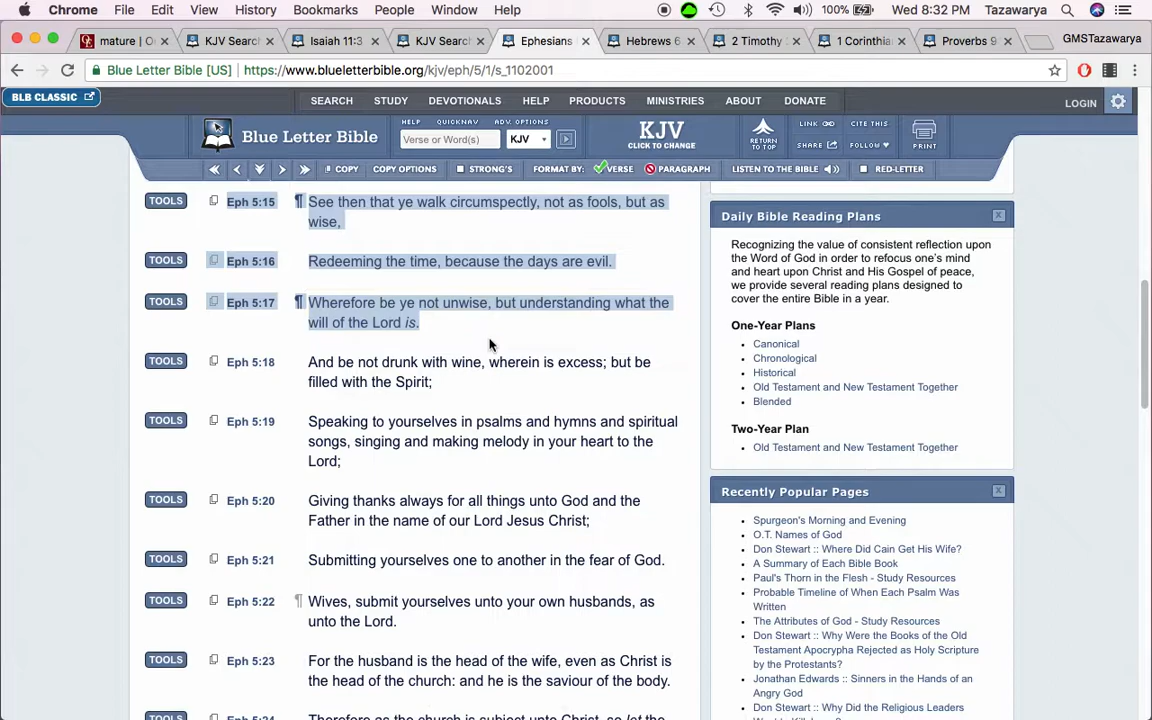 Chrome File Edit View History Bookmarks People Window Help 100% Wed 8:32 PM Tazawarya
mature | O KJV Search Isaiah 11:3 KJV Search Ephesians Hebrews 6 2 Timothy 1 Corinthia Proverbs 9 GMSTazawarya
Blue Letter Bible [US] https://www.blueletterbible.org/kjv/eph/5/1/s_1102001
BLB CLASSIC
SEARCH STUDY DEVOTIONALS HELP PRODUCTS MINISTRIES ABOUT DONATE LOGIN
Blue Letter Bible
HELP QUICKNAV ADV. OPTIONS
Verse or Word(s) KJV
KJV
CLICK TO CHANGE
RETURN
TO TOP
LINK CITE THIS
SHARE FOLLOW
PRINT
COPY COPY OPTIONS STRONG'S FORMAT BY: VERSE PARAGRAPH LISTEN TO THE BIBLE RED-LETTER
TOOLS Eph 5:15 ¶ See then that ye walk circumspectly, not as fools, but as
wise,
TOOLS Eph 5:16 Redeeming the time, because the days are evil.
TOOLS Eph 5:17 ¶ Wherefore be ye not unwise, but understanding what the
will of the Lord is.
TOOLS Eph 5:18 And be not drunk with wine, wherein is excess; but be
filled with the Spirit;
TOOLS Eph 5:19 Speaking to yourselves in psalms and hymns and spiritual
songs, singing and making melody in your heart to the
Lord;
TOOLS Eph 5:20 Giving thanks always for all things unto God and the
Father in the name of our Lord Jesus Christ;
TOOLS Eph 5:21 Submitting yourselves one to another in the fear of God.
TOOLS Eph 5:22 ¶ Wives, submit yourselves unto your own husbands, as
unto the Lord.
TOOLS Eph 5:23 For the husband is the head of the wife, even as Christ is
the head of the church: and he is the saviour of the body.
TOOLS Eph 5:24 Therefore as the church is subject unto Christ, so let the
Daily Bible Reading Plans
Recognizing the value of consistent reflection upon
the Word of God in order to refocus one's mind
and heart upon Christ and His Gospel of peace,
we provide several reading plans designed to
cover the entire Bible in a year.
One-Year Plans
Canonical
Chronological
Historical
Old Testament and New Testament Together
Blended
Two-Year Plan
Old Testament and New Testament Together
Recently Popular Pages
Spurgeon's Morning and Evening
O.T. Names of God
Don Stewart :: Where Did Cain Get His Wife?
A Summary of Each Bible Book
Paul's Thorn in the Flesh - Study Resources
Probable Timeline of When Each Psalm Was
Written
The Attributes of God - Study Resources
Don Stewart :: Why Were the Books of the Old
Testament Apocrypha Rejected as Holy Scripture
by the Protestants?
Jonathan Edwards :: Sinners in the Hands of an
Angry God
Don Stewart :: Why Did the Religious Leaders